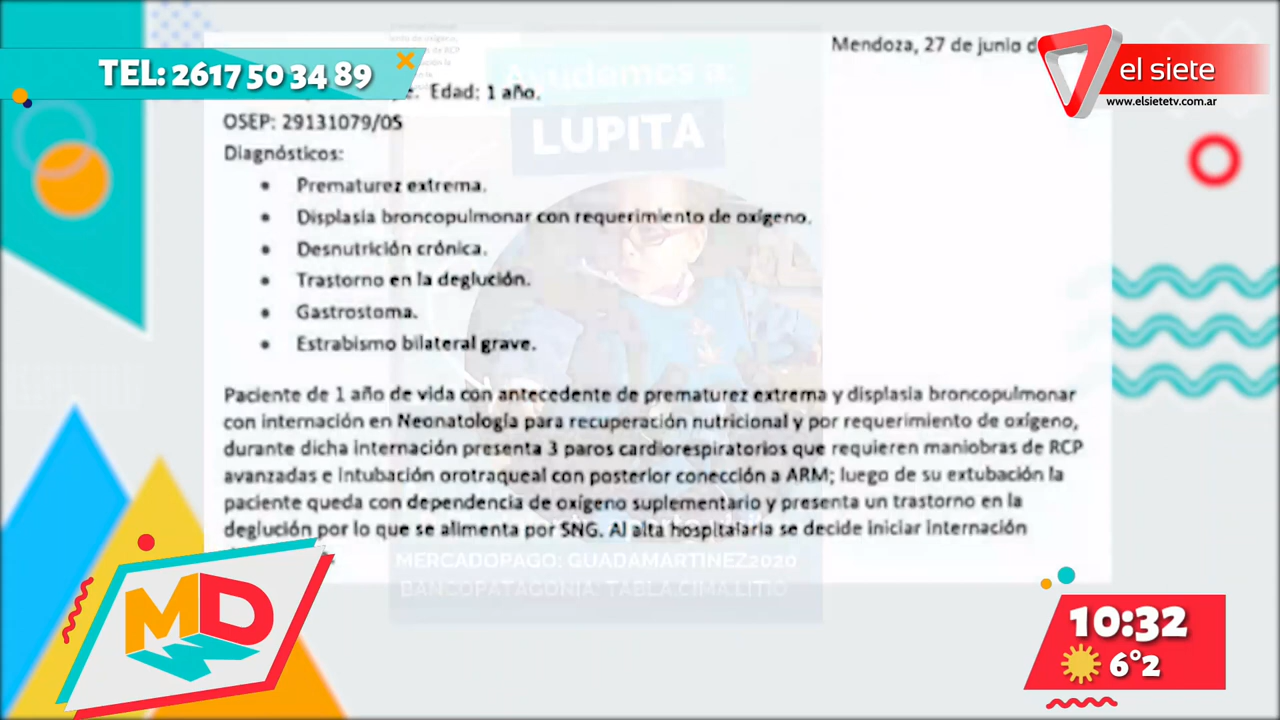 TEL: 2617 50 34 89
Mendoza, 27 de junio d
el siete
www.elsietetv.com.ar
Edad: 1 año.
Ayudemos a:
LUPITA
OSEP: 29131079/05
Diagnósticos:
• Prematurez extrema.
• Displasia broncopulmonar con requerimiento de oxígeno.
• Desnutrición crónica.
• Trastorno en la deglución.
• Gastrostoma.
• Estrabismo bilateral grave.
Paciente de 1 año de vida con antecedente de prematurez extrema y displasia broncopulmonar
con internación en Neonatología para recuperación nutricional y por requerimiento de oxígeno,
durante dicha internación presenta 3 paros cardiorespiratorios que requieren maniobras de RCP
avanzadas e intubación orotraqueal con posterior conección a ARM; luego de su extubación la
paciente queda con dependencia de oxígeno suplementario y presenta un trastorno en la
deglución por lo que se alimenta por SNG. Al alta hospitalaria se decide iniciar internación
MERCADOPAGO: GUADAMARTINEZ2020
BANCOPATAGONIA: TABLA.CIMA.LITIO
MD
10:32
6°2